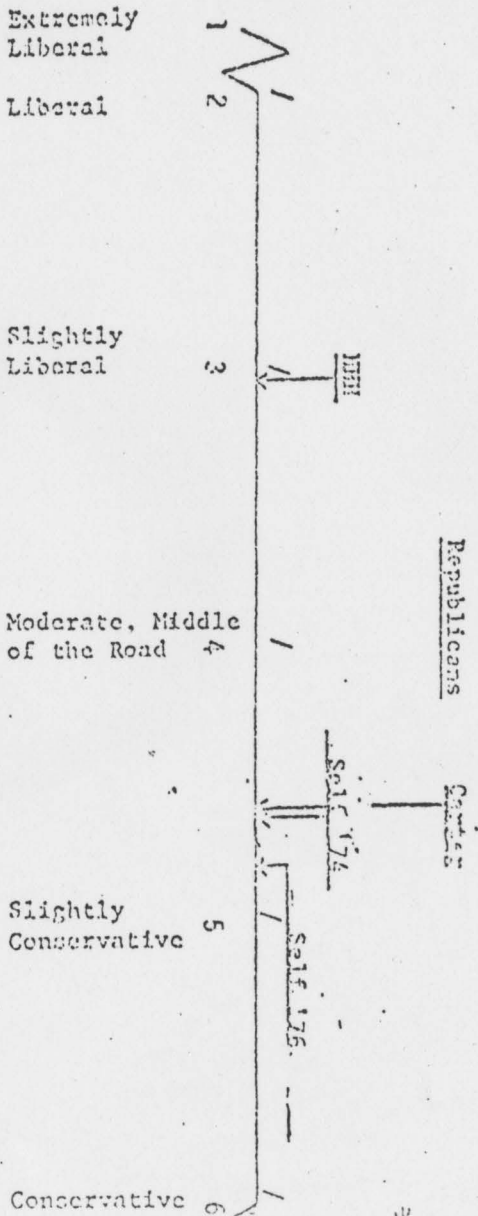 Extremely
Liberal
1
Liberal
2
Slightly
Liberal
3
HHH
Republicans
Moderate, Middle
of the Road
4
Self '74
Slightly
Conservative
5
Self '76
Conservative
6